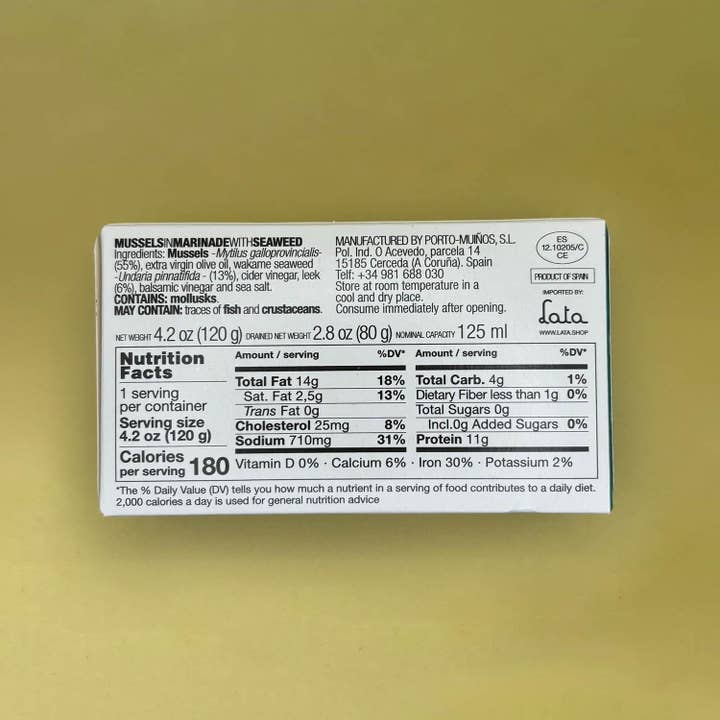 MUSSELSINMARINADEWITHSEAWEED
Ingredients: Mussels -Mytilus galloprovincialis-
(55%), extra virgin olive oil, wakame seaweed
-Undaria pinnatifida - (13%), cider vinegar, leek
(6%), balsamic vinegar and sea salt.
CONTAINS: mollusks.
MAY CONTAIN: traces of fish and crustaceans.
MANUFACTURED BY PORTO-MUIÑOS, S.L.
Pol. Ind. O Acevedo, parcela 14
15185 Cerceda (A Coruña). Spain
Telf: +34 981 688 030
Store at room temperature in a
cool and dry place.
Consume immediately after opening.
ES
12.10205/C
CE
PRODUCT OF SPAIN
IMPORTED BY:
Lata
WWW.LATA.SHOP
NET WEIGHT 4.2 oz (120 g) DRAINED NET WEIGHT 2.8 oz (80 g) NOMINAL CAPACITY 125 ml
Nutrition
Facts
1 serving
per container
Serving size
4.2 oz (120 g)
Calories
per serving 180
Amount / serving %DV*
Total Fat 14g 18%
Sat. Fat 2,5g 13%
Trans Fat 0g
Cholesterol 25mg 8%
Sodium 710mg 31%
Amount / serving %DV*
Total Carb. 4g 1%
Dietary Fiber less than 1g 0%
Total Sugars 0g
Incl.0g Added Sugars 0%
Protein 11g
Vitamin D 0% · Calcium 6% · Iron 30% · Potassium 2%
*The % Daily Value (DV) tells you how much a nutrient in a serving of food contributes to a daily diet.
2,000 calories a day is used for general nutrition advice